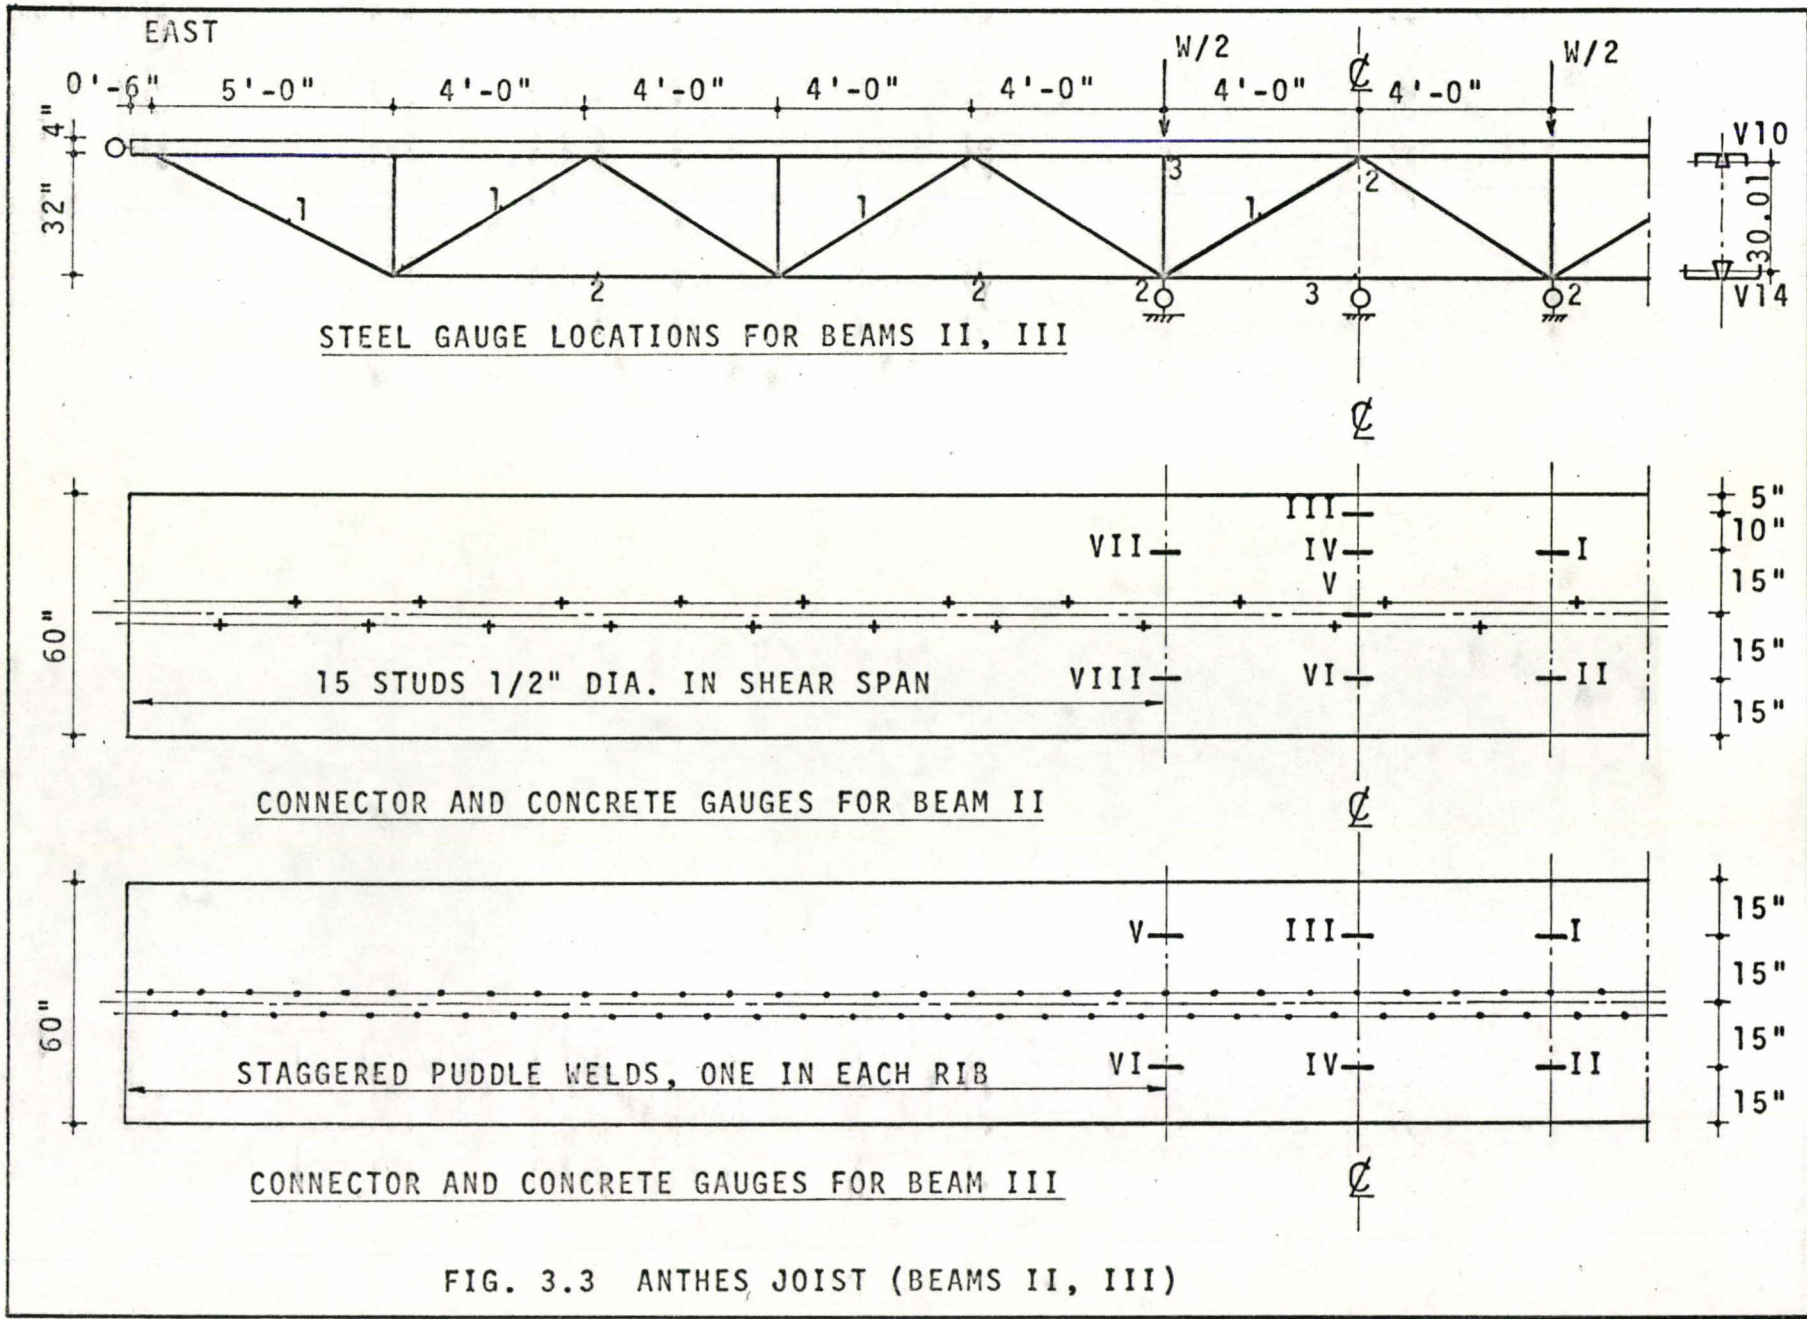 EAST
W/2 ℄ W/2
0'-6" 5'-0" 4'-0" 4'-0" 4'-0" 4'-0" 4'-0" 4'-0"
4" V10
3 2
32" 1 1 1 1 30.01
2 2 2 3 2 V14
STEEL GAUGE LOCATIONS FOR BEAMS II, III
℄
III 5"
10"
VII IV I
V 15"
60"
15"
15 STUDS 1/2" DIA. IN SHEAR SPAN VIII VI II
15"
CONNECTOR AND CONCRETE GAUGES FOR BEAM II ℄
15"
V III I
15"
60" 15"
STAGGERED PUDDLE WELDS, ONE IN EACH RIB VI IV II
15"
CONNECTOR AND CONCRETE GAUGES FOR BEAM III ℄
FIG. 3.3 ANTHES JOIST (BEAMS II, III)